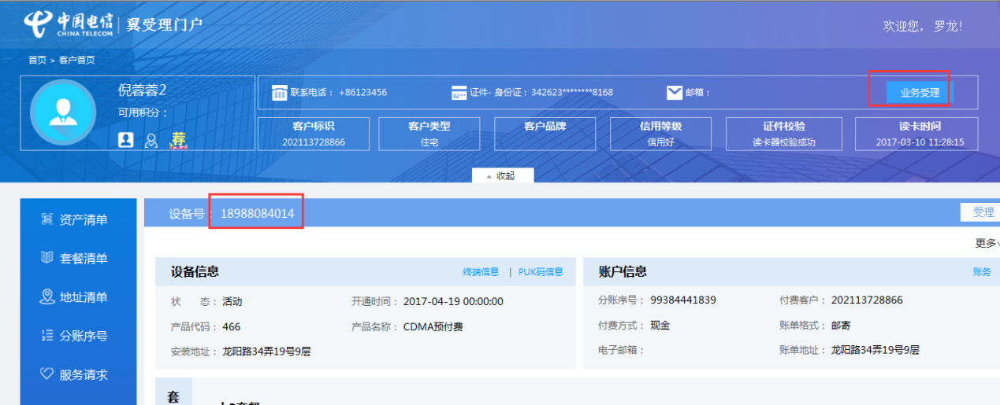 中国电信 CHINA TELECOM 冀受理门户
欢迎您, 罗龙!
首页 > 客户首页
倪蓉蓉2
可用积分:
荐
联系电话: +86123456 证件- 身份证: 342623********8168 邮箱: 业务受理
客户标识 客户类型 客户品牌 信用等级 证件校验 读卡时间
202113728866 住宅 信用好 读卡器校验成功 2017-03-10 11:28:15
收起
资产清单
套餐清单
地址清单
分账序号
服务请求
设备号: 18988084014 受理
更多
设备信息 终端信息 | PUK码信息
状 态: 活动 开通时间: 2017-04-19 00:00:00
产品代码: 466 产品名称: CDMA预付费
安装地址: 龙阳路34弄19号9层
账户信息 账务
分账序号: 99384441839 付费客户: 202113728866
付费方式: 现金 账单格式: 邮寄
电子邮箱: 账单地址: 龙阳路34弄19号9层
套